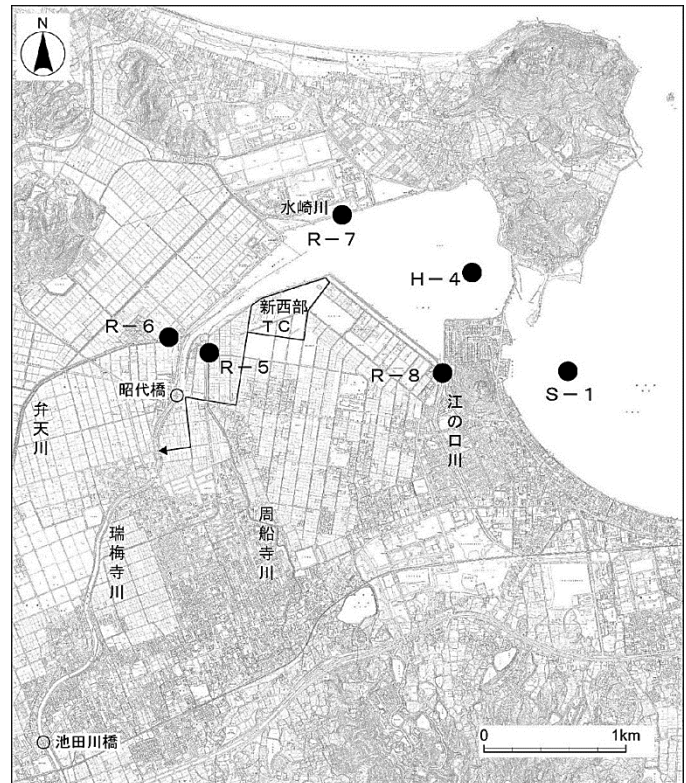 N
水崎川
R－7
H－4
新西部
TC
R－6
R－5
R－8
S－1
昭代橋
江の口川
弁天川
周船寺川
瑞梅寺川
池田川橋
0 1km